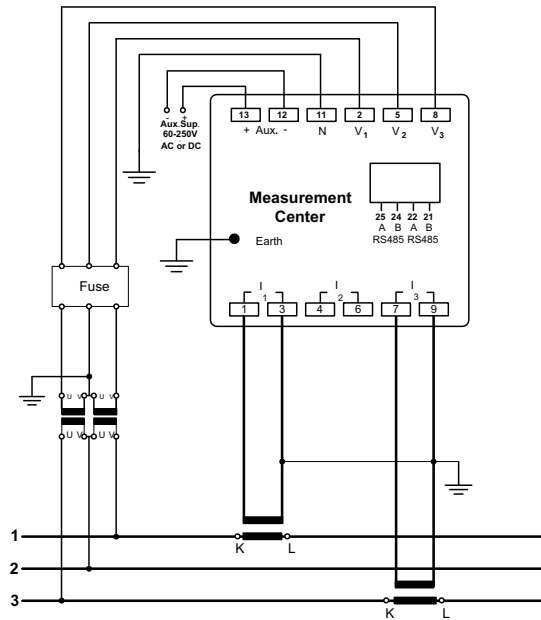 13 12 11 2 5 8
+ Aux. - N V1 V2 V3
- +
Aux.Sup.
60-250V
AC or DC
Measurement
Center
25 24 22 21
A B A B
RS485 RS485
Earth
Fuse
I1 I2 I3
1 3 4 6 7 9
U V U V
U V U V
1
K L
2
3
K L